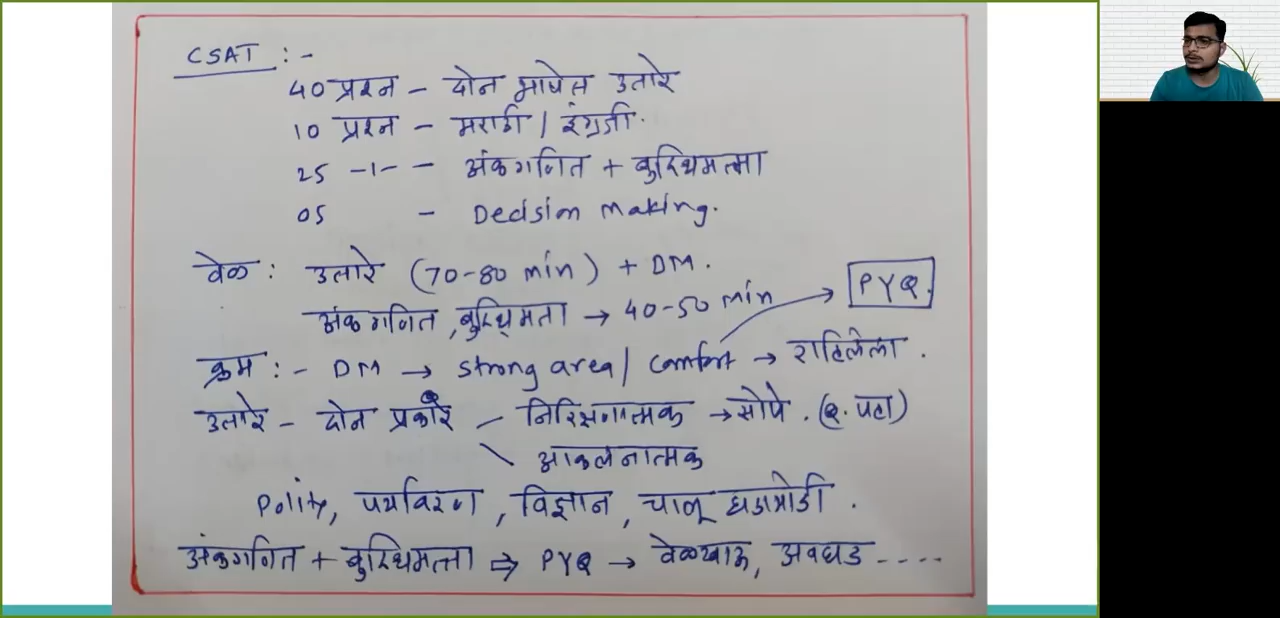 CSAT :-
40 प्रश्न - दोन भाषेत उतारे
10 प्रश्न - मराठी / इंग्रजी.
25 -।- - अंकगणित + बुद्धिमत्ता
05 - Decision making.
वेळ : उतारे (70-80 min) + DM.
अंकगणित, बुद्धिमता → 40-50 min → PYQ.
क्रम :- DM → strong area / comfort → राहिलेला.
उतारे - दोन प्रकारे - निरिक्षणात्मक → सोपे. (Q. पहा)
आकलनात्मक
Polity, पर्यावरण, विज्ञान, चालू घडामोडी.
अंकगणित + बुद्धिमत्ता ⇒ PYQ → वेळखाऊ, अवघड ----